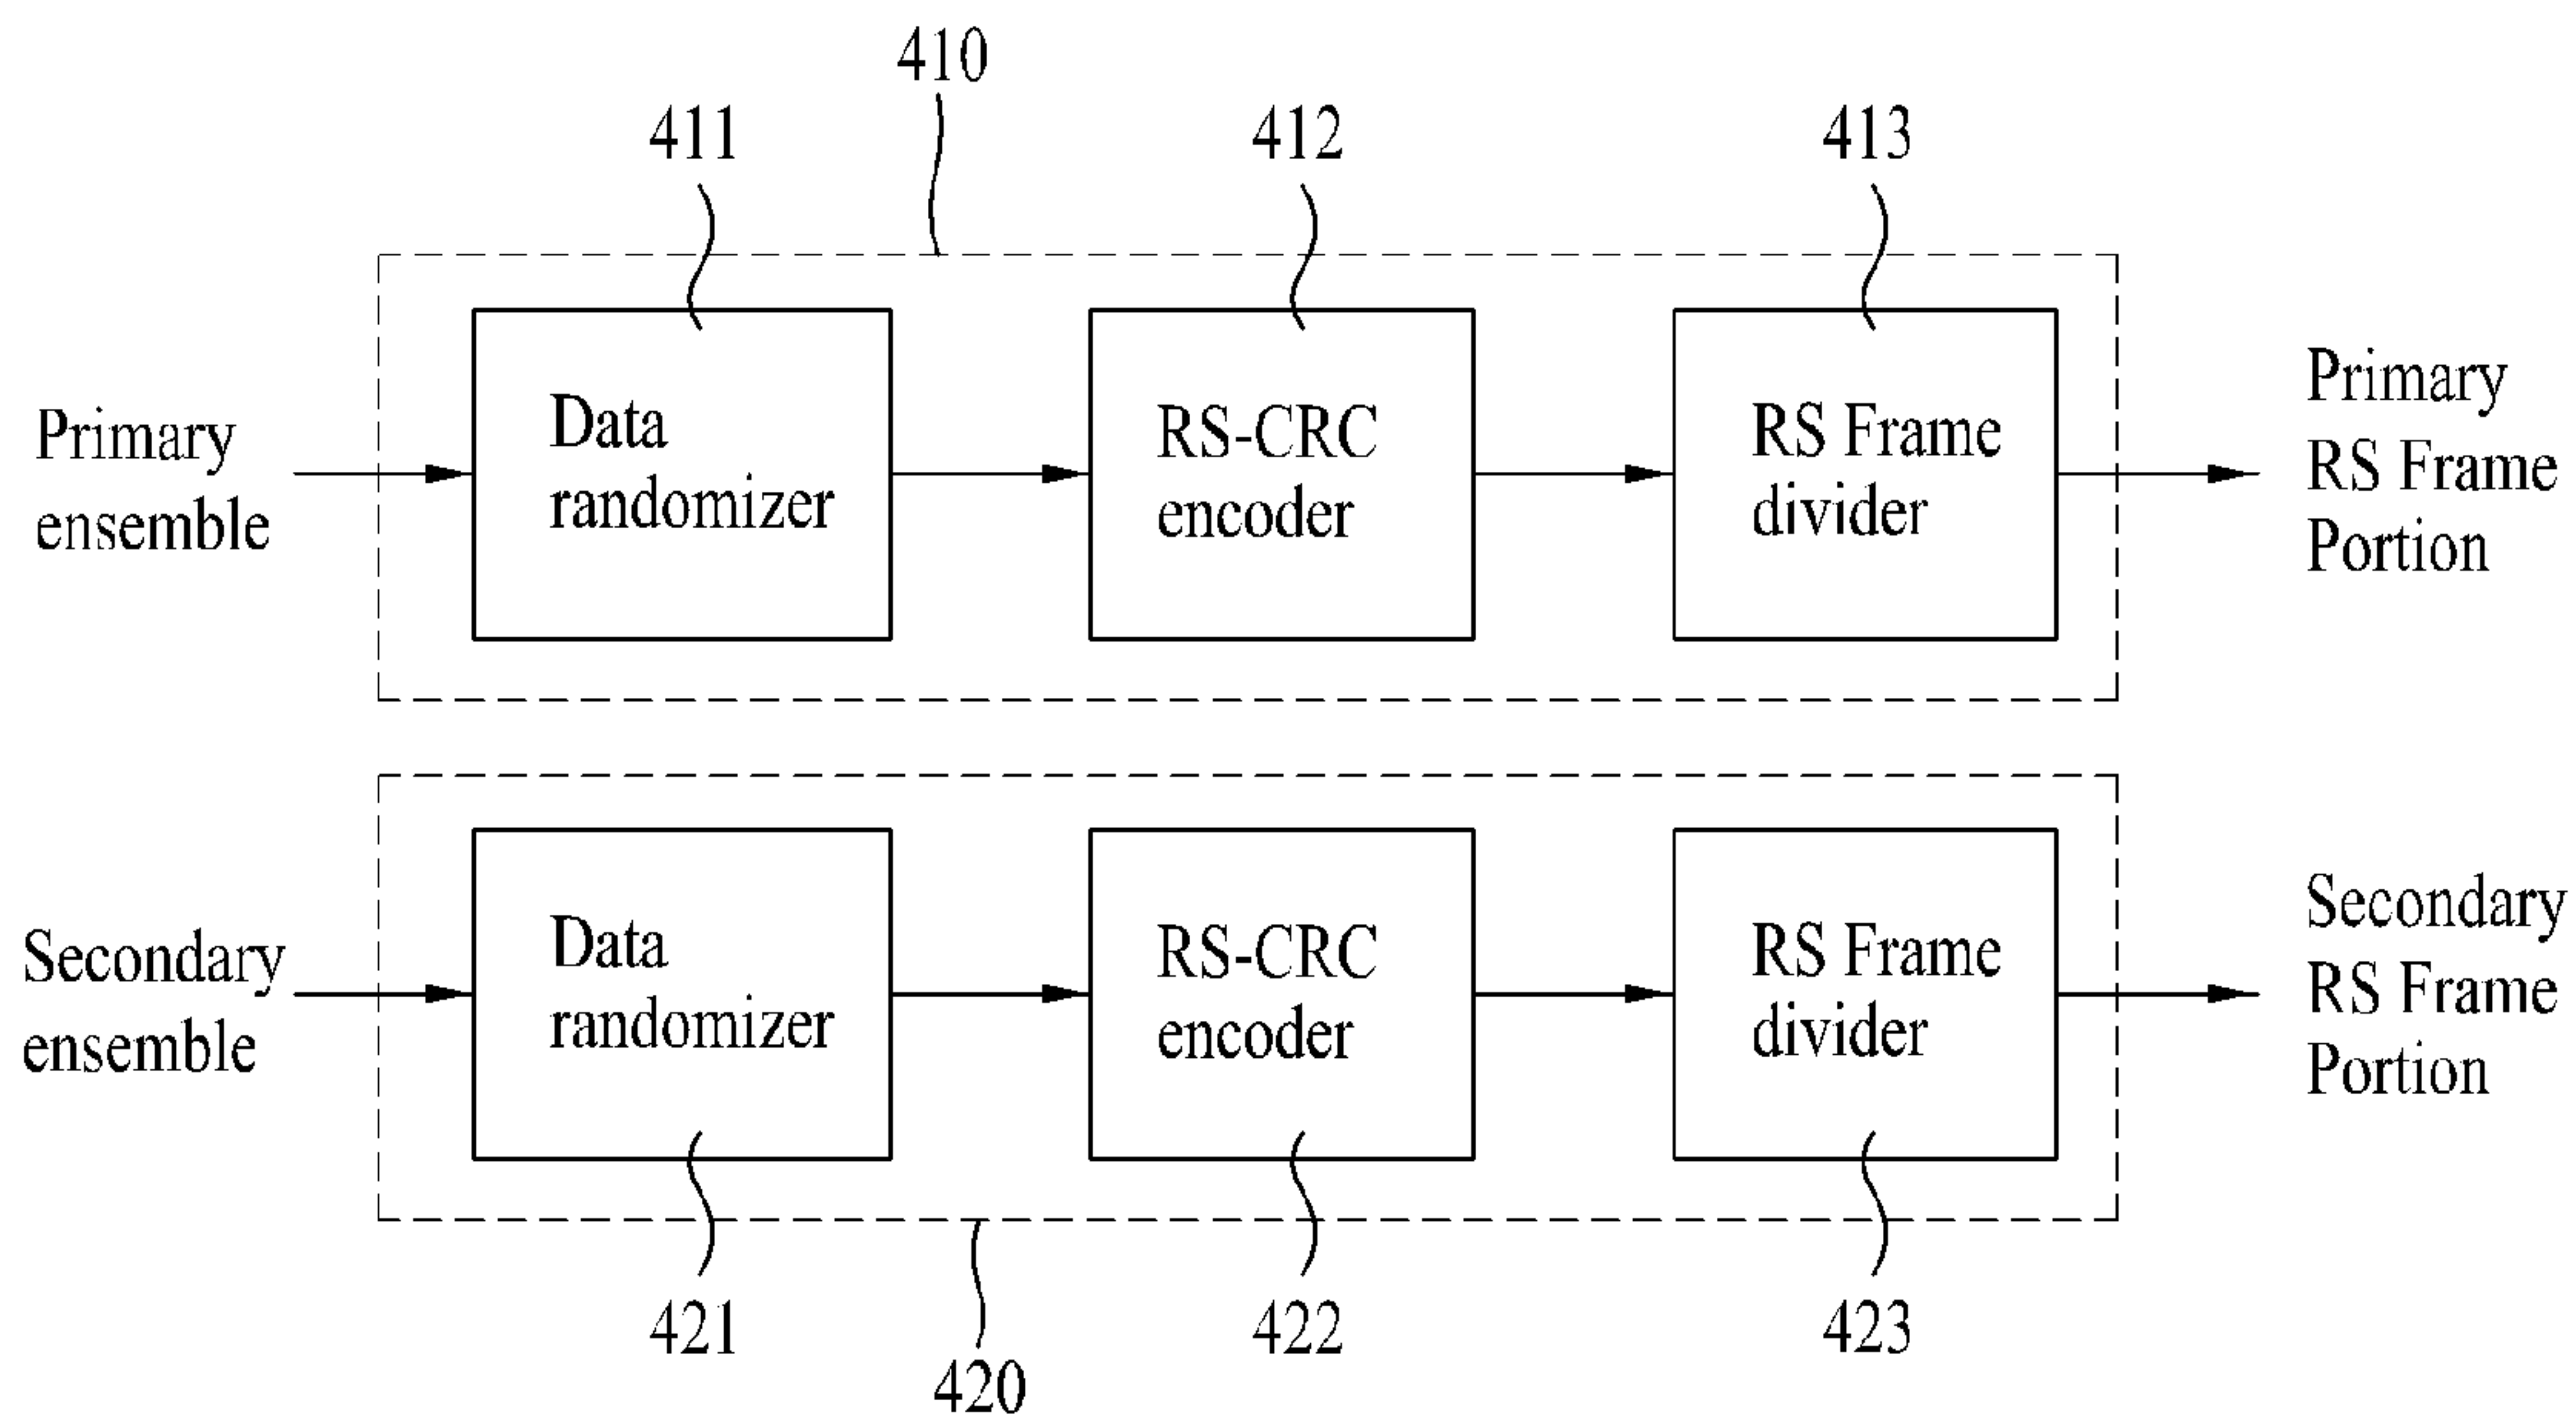 410
411
412
413
Primary
ensemble
Data
randomizer
RS-CRC
encoder
RS Frame
divider
Primary
RS Frame
Portion
Secondary
ensemble
Data
randomizer
RS-CRC
encoder
RS Frame
divider
Secondary
RS Frame
Portion
421
422
423
420